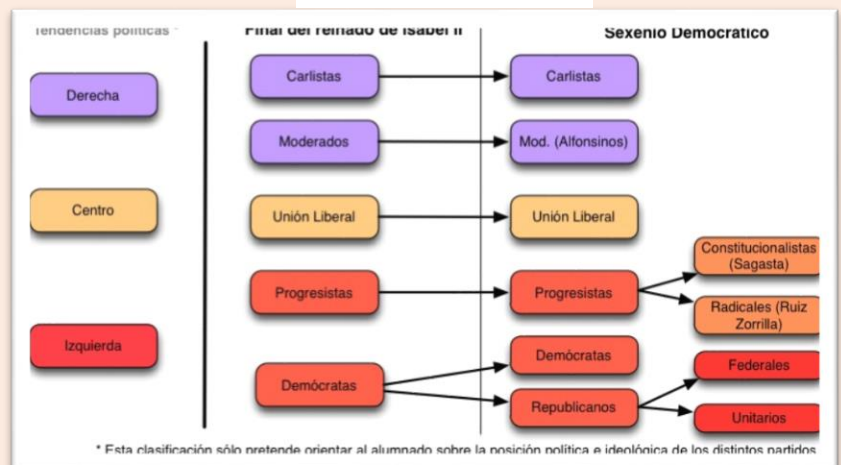 Tendencias políticas *
Final del reinado de Isabel II
Sexenio Democrático
Derecha
Carlistas
Carlistas
Moderados
Mod. (Alfonsinos)
Centro
Unión Liberal
Unión Liberal
Progresistas
Progresistas
Constitucionalistas
(Sagasta)
Radicales (Ruiz
Zorrilla)
Izquierda
Demócratas
Demócratas
Republicanos
Federales
Unitarios
* Esta clasificación sólo pretende orientar al alumnado sobre la posición política e ideológica de los distintos partidos